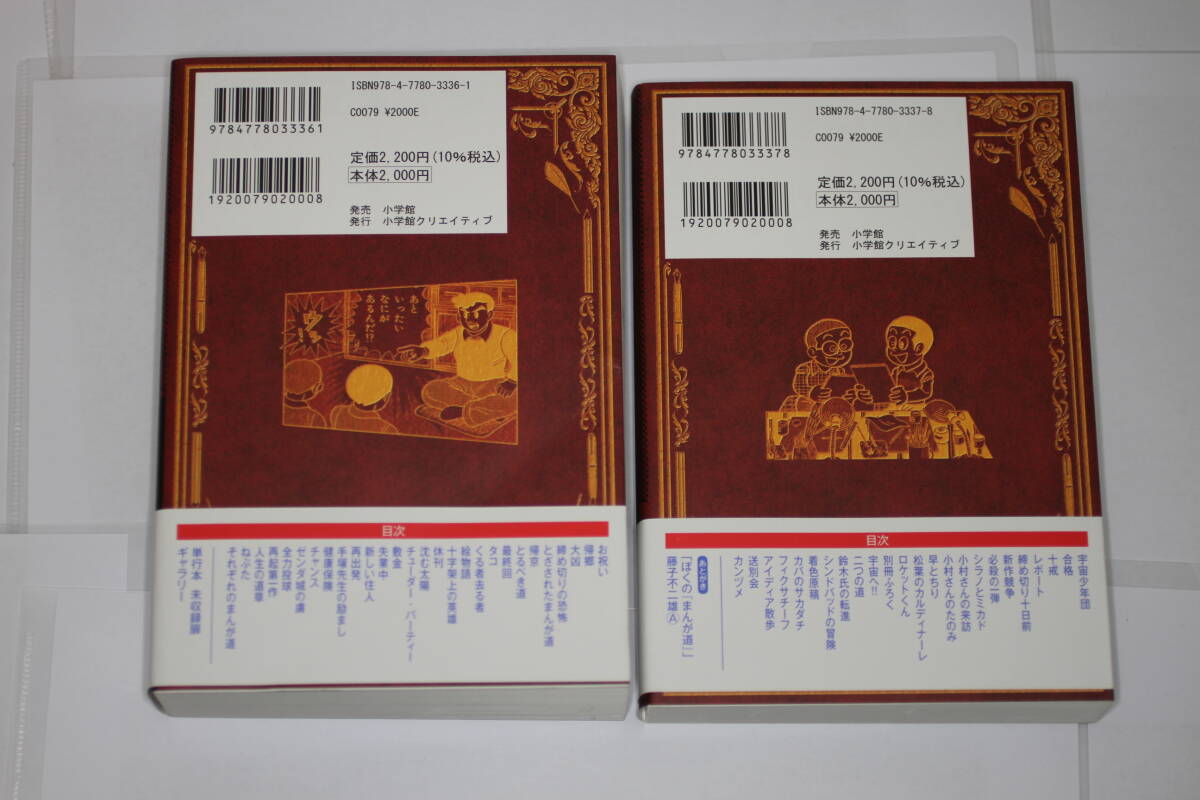 ISBN978-4-7780-3336-1
9784778033361
C0079 ¥2000E
1920079020008
定価2,200円(10%税込)
本体2,000円
発売 小学館
発行 小学館クリエイティブ
あと
いったい
なにが
あるんだ!?
目次
お祝い
帰郷
大凶
締め切りの恐怖
とざされたまんが道
帰京
とるべき道
最終回
タコ
くる者去る者
絵物語
十字架上の英雄
休刊
沈む太陽
チューダー・パーティー
敷金
失業中
新しい住人
再出発
手塚先生の励まし
健康保険
チャンス
ゼンダ城の虜
全力投球
再起第一作
人生の道草
ねぶた
それぞれのまんが道
単行本 未収録扉
ギャラリー
ISBN978-4-7780-3337-8
9784778033378
C0079 ¥2000E
1920079020008
定価2,200円(10%税込)
本体2,000円
発売 小学館
発行 小学館クリエイティブ
目次
宇宙少年団
合格
十戒
レポート
締め切り十日前
新作競争
必殺の一弾
シラノとミカド
小村さんの来訪
小村さんのたのみ
早とちり
松葉のカルディナーレ
ロケットくん
別冊ふろく
宇宙へ!!
二つの道
鈴木氏の転進
シンドバッドの冒険
着色原稿
カバのサカダチ
フィクサチーフ
アイディア散歩
送別会
カンヅメ
あとがき
「ぼくの『まんが道』」
藤子不二雄Ⓐ